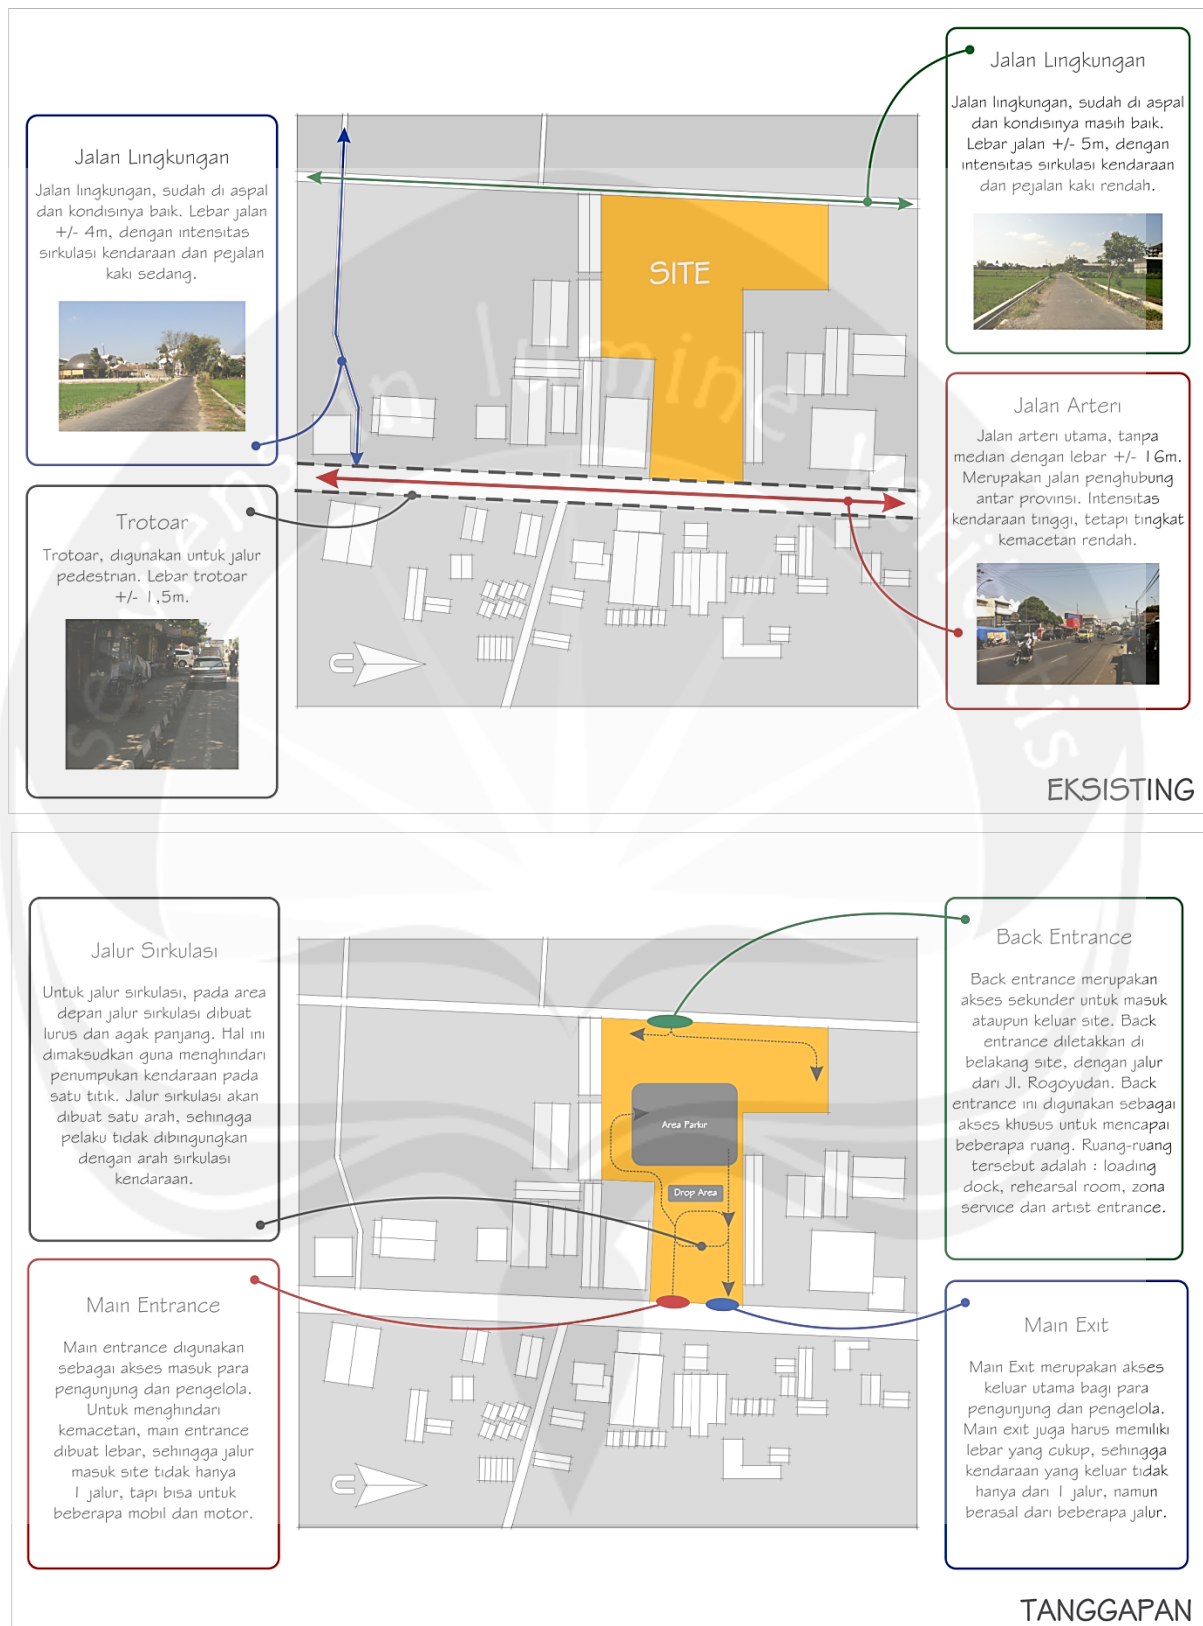 Jalan Lingkungan
Jalan lingkungan, sudah di aspal
dan kondisinya baik. Lebar jalan
+/- 4m, dengan intensitas
sirkulasi kendaraan dan pejalan
kaki sedang.
Trotoar
Trotoar, digunakan untuk jalur
pedestrian. Lebar trotoar
+/- 1,5m.
SITE
U
Jalan Lingkungan
Jalan lingkungan, sudah di aspal
dan kondisinya masih baik.
Lebar jalan +/- 5m, dengan
intensitas sirkulasi kendaraan
dan pejalan kaki rendah.
Jalan Arteri
Jalan arteri utama, tanpa
median dengan lebar +/- 16m.
Merupakan jalan penghubung
antar provinsi. Intensitas
kendaraan tinggi, tetapi tingkat
kemacetan rendah.
EKSISTING
serviens in lumine veritatis
Jalur Sirkulasi
Untuk jalur sirkulasi, pada area
depan jalur sirkulasi dibuat
lurus dan agak panjang. Hal ini
dimaksudkan guna menghindari
penumpukan kendaraan pada
satu titik. Jalur sirkulasi akan
dibuat satu arah, sehingga
pelaku tidak dibingungkan
dengan arah sirkulasi
kendaraan.
Main Entrance
Main entrance digunakan
sebagai akses masuk para
pengunjung dan pengelola.
Untuk menghindari
kemacetan, main entrance
dibuat lebar, sehingga jalur
masuk site tidak hanya
1 jalur, tapi bisa untuk
beberapa mobil dan motor.
Area Parkir
Drop Area
U
Back Entrance
Back entrance merupakan
akses sekunder untuk masuk
ataupun keluar site. Back
entrance diletakkan di
belakang site, dengan jalur
dari Jl. Rogoyudan. Back
entrance ini digunakan sebagai
akses khusus untuk mencapai
beberapa ruang. Ruang-ruang
tersebut adalah : loading
dock, rehearsal room, zona
service dan artist entrance.
Main Exit
Main Exit merupakan akses
keluar utama bagi para
pengunjung dan pengelola.
Main exit juga harus memiliki
lebar yang cukup, sehingga
kendaraan yang keluar tidak
hanya dari 1 jalur, namun
berasal dari beberapa jalur.
TANGGAPAN